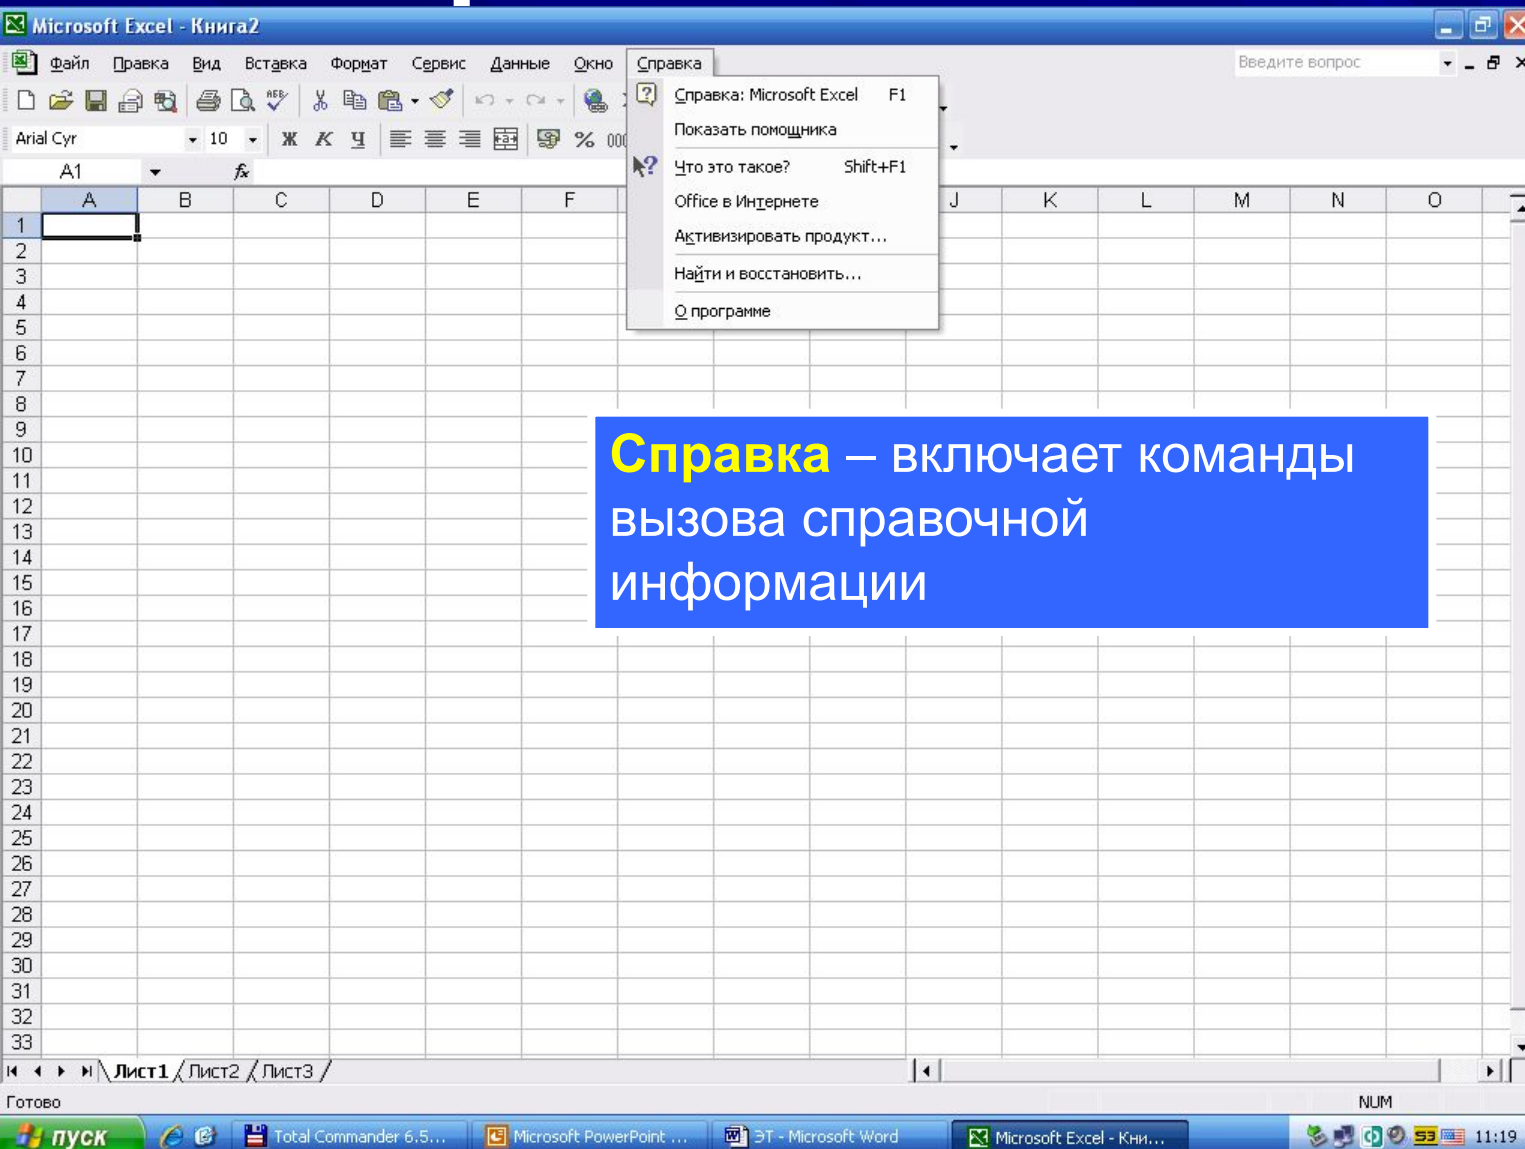 Microsoft Excel - Книга2
Файл Правка Вид Вставка Формат Сервис Данные Окно Справка Введите вопрос
Arial Cyr 10 Ж К Ч % 000
A1 fx
Справка: Microsoft Excel F1
Показать помощника
Что это такое? Shift+F1
Office в Интернете
Активизировать продукт...
Найти и восстановить...
О программе
A B C D E F J K L M N O
1
2
3
4
5
6
7
8
9
10
11
12
13
14
15
16
17
18
19
20
21
22
23
24
25
26
27
28
29
30
31
32
33
Справка – включает команды
вызова справочной
информации
Лист1 Лист2 Лист3
Готово NUM
пуск Total Commander 6.5... Microsoft PowerPoint ... ЭТ - Microsoft Word Microsoft Excel - Кни... 53 11:19